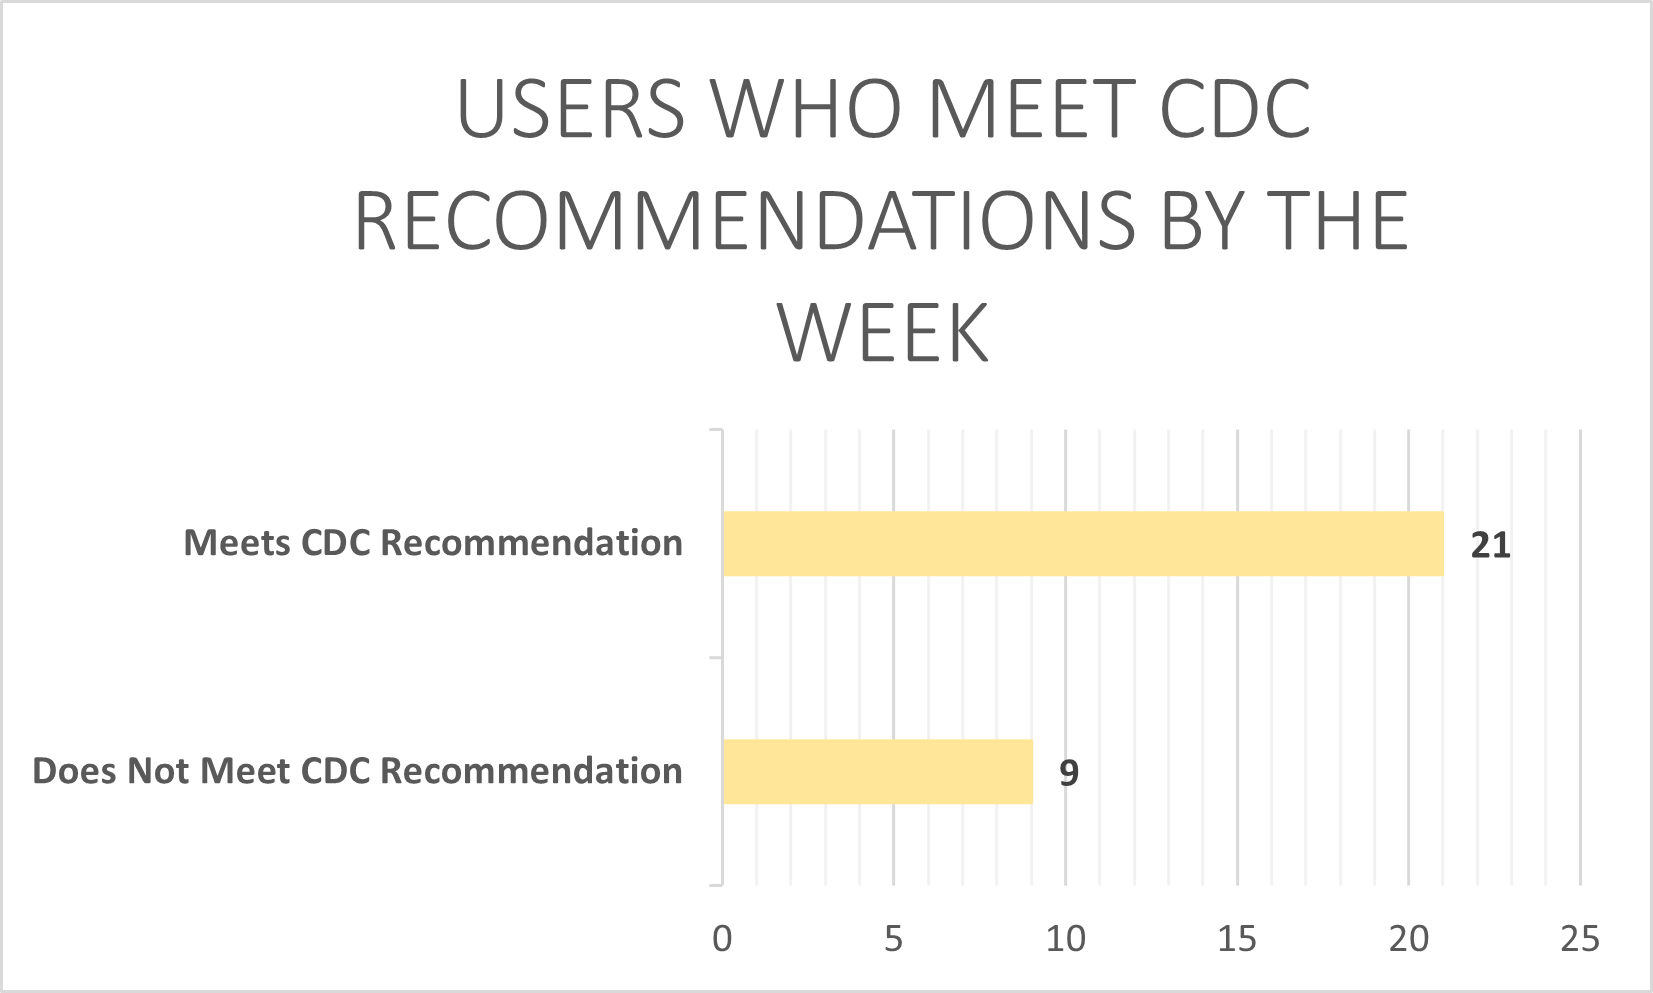 USERS WHO MEET CDC
RECOMMENDATIONS BY THE
WEEK
Meets CDC Recommendation
21
Does Not Meet CDC Recommendation
9
0 5 10 15 20 25